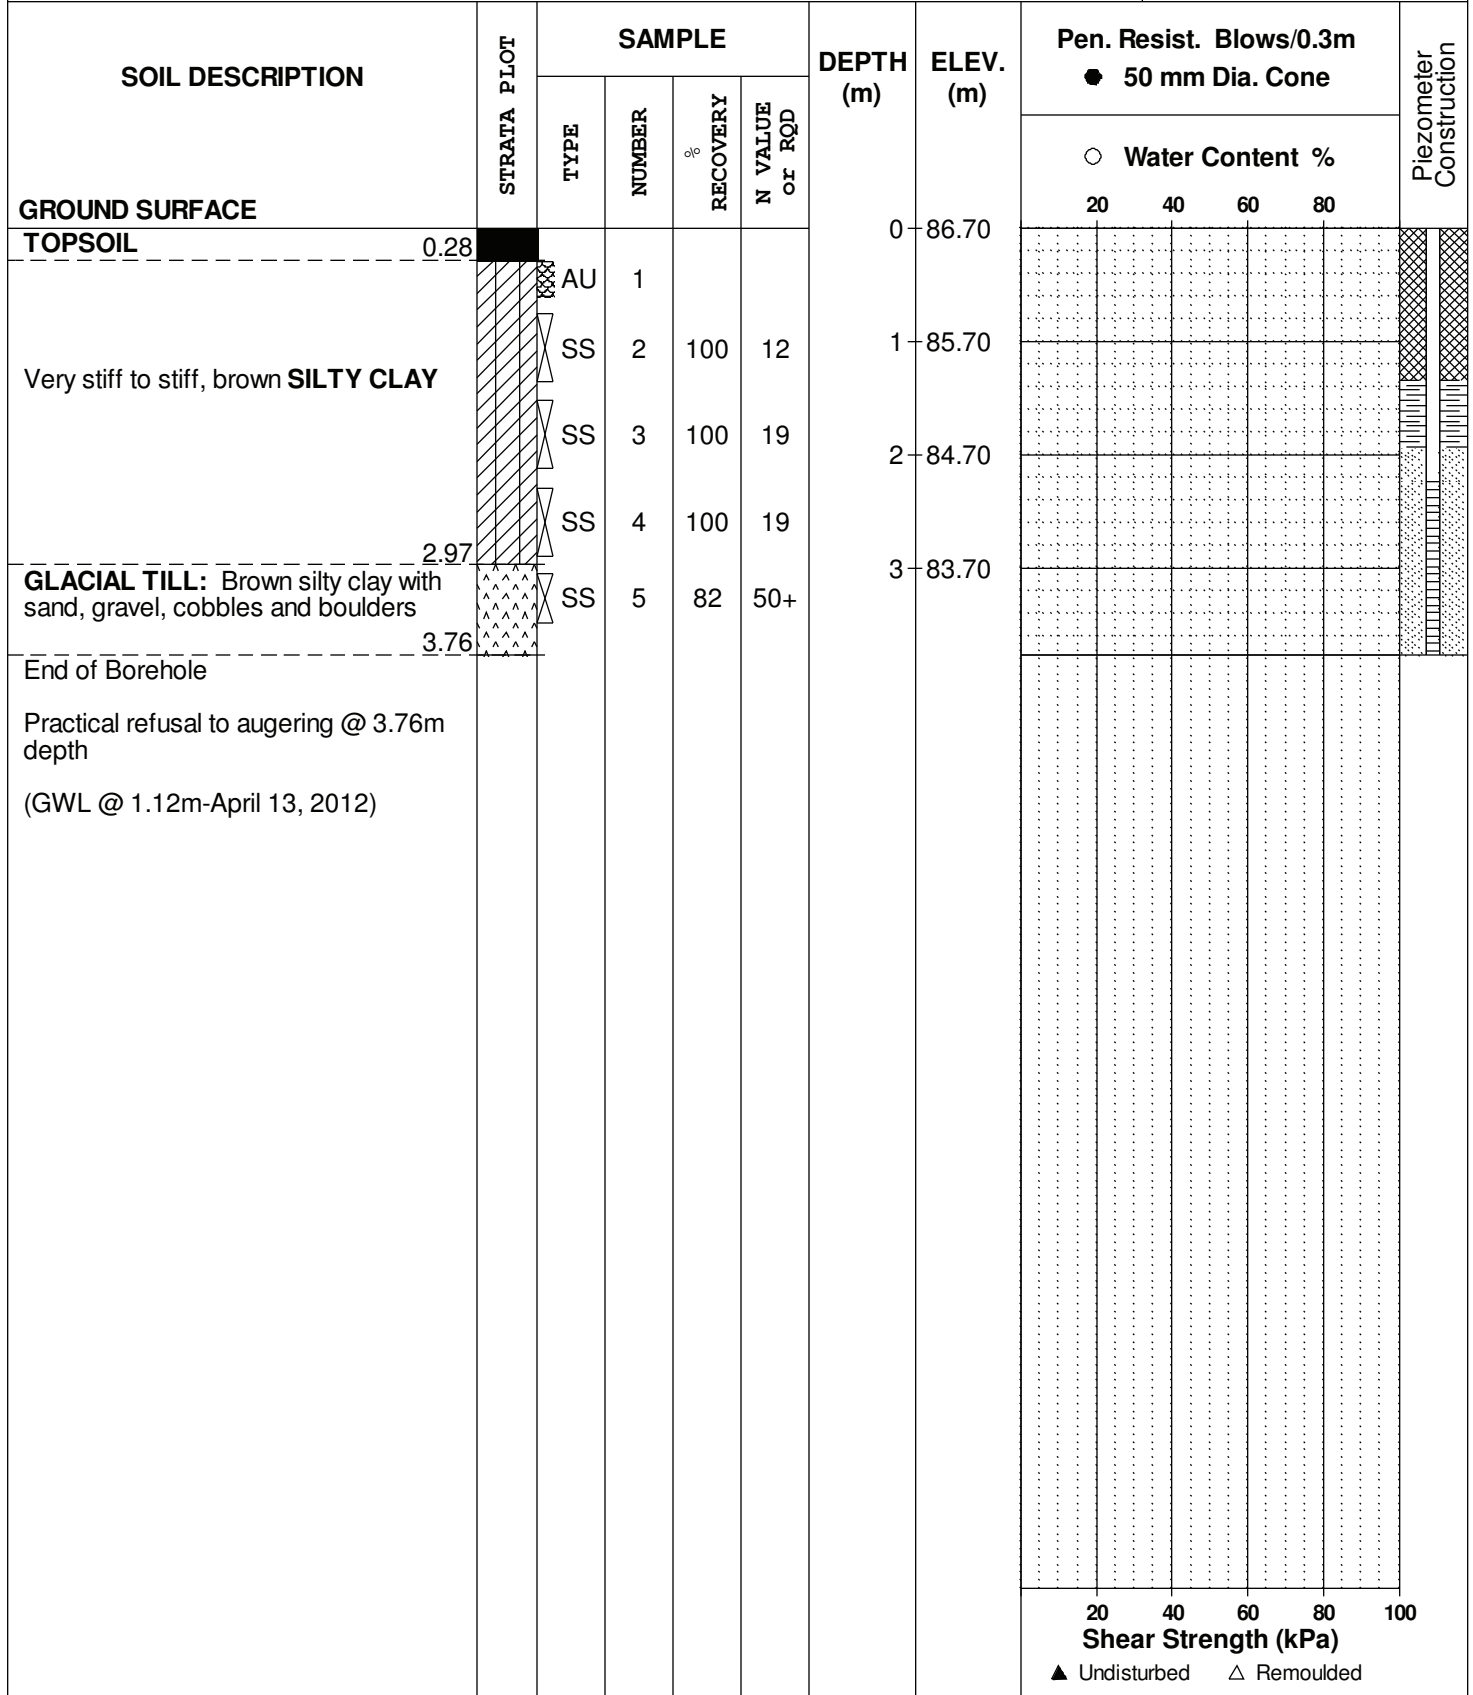 SOIL DESCRIPTION
GROUND SURFACE
STRATA PLOT
SAMPLE
TYPE
NUMBER
%
RECOVERY
N VALUE
or RQD
DEPTH
(m)
ELEV.
(m)
Pen. Resist. Blows/0.3m
● 50 mm Dia. Cone
○ Water Content %
20 40 60 80
Piezometer
Construction
0 86.70
TOPSOIL 0.28
AU 1
SS 2 100 12
1 85.70
Very stiff to stiff, brown SILTY CLAY
SS 3 100 19
2 84.70
SS 4 100 19
2.97
3 83.70
GLACIAL TILL: Brown silty clay with
sand, gravel, cobbles and boulders
SS 5 82 50+
3.76
End of Borehole
Practical refusal to augering @ 3.76m
depth
(GWL @ 1.12m-April 13, 2012)
20 40 60 80 100
Shear Strength (kPa)
▲ Undisturbed △ Remoulded